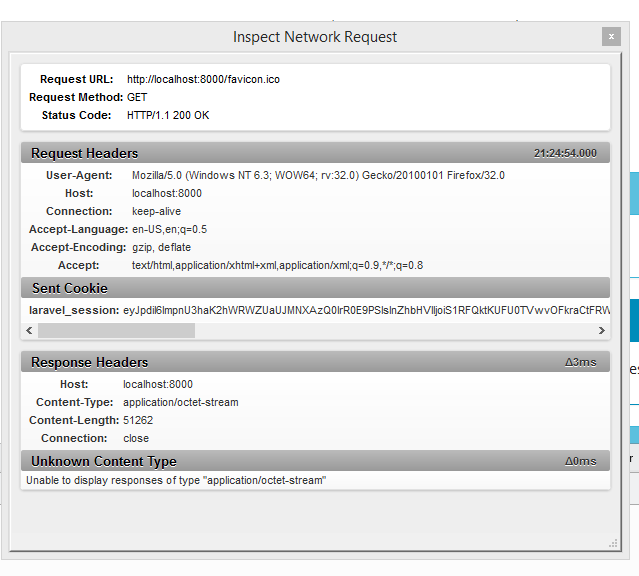 Inspect Network Request
x
Request URL: http://localhost:8000/favicon.ico
Request Method: GET
Status Code: HTTP/1.1 200 OK
Request Headers 21:24:54.000
User-Agent: Mozilla/5.0 (Windows NT 6.3; WOW64; rv:32.0) Gecko/20100101 Firefox/32.0
Host: localhost:8000
Connection: keep-alive
Accept-Language: en-US,en;q=0.5
Accept-Encoding: gzip, deflate
Accept: text/html,application/xhtml+xml,application/xml;q=0.9,*/*;q=0.8
Sent Cookie
laravel_session:
Response Headers Δ3ms
Host: localhost:8000
Content-Type: application/octet-stream
Content-Length: 51262
Connection: close
Unknown Content Type Δ0ms
Unable to display responses of type "application/octet-stream"